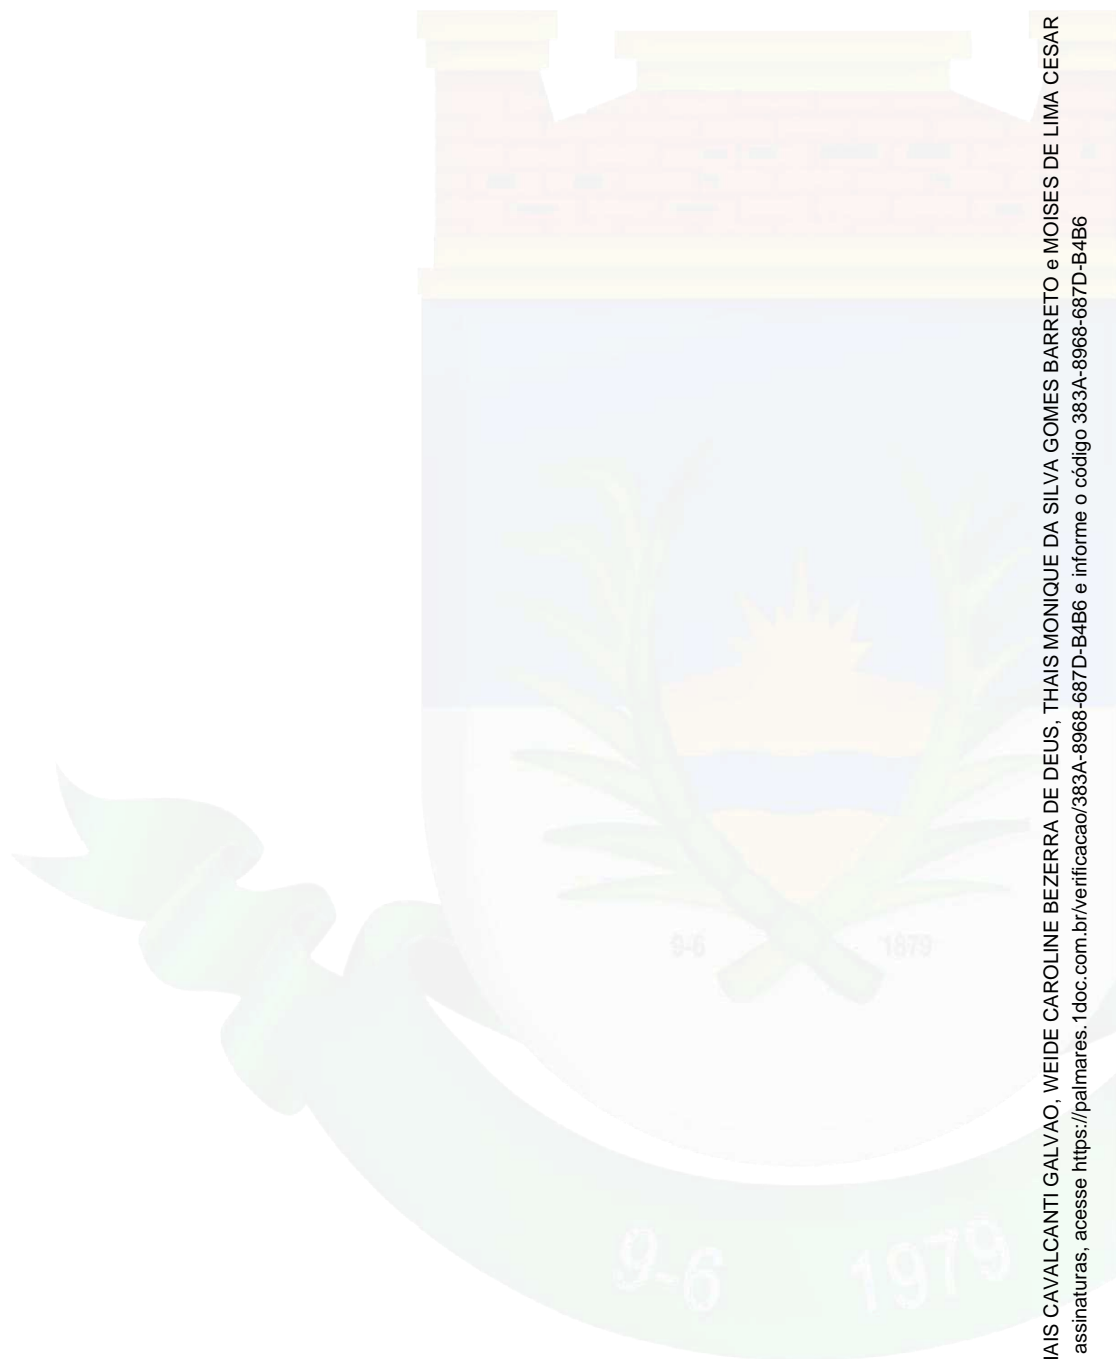 IAIS CAVALCANTI GALVAO, WEIDE CAROLINE BEZERRA DE DEUS, THAIS MONIQUE DA SILVA GOMES BARRETO e MOISES DE LIMA CESAR
assinaturas, acesse https://palmares.1doc.com.br/verificacao/383A-8968-687D-B4B6 e informe o código 383A-8968-687D-B4B6
9-6 1879
9-6 1979